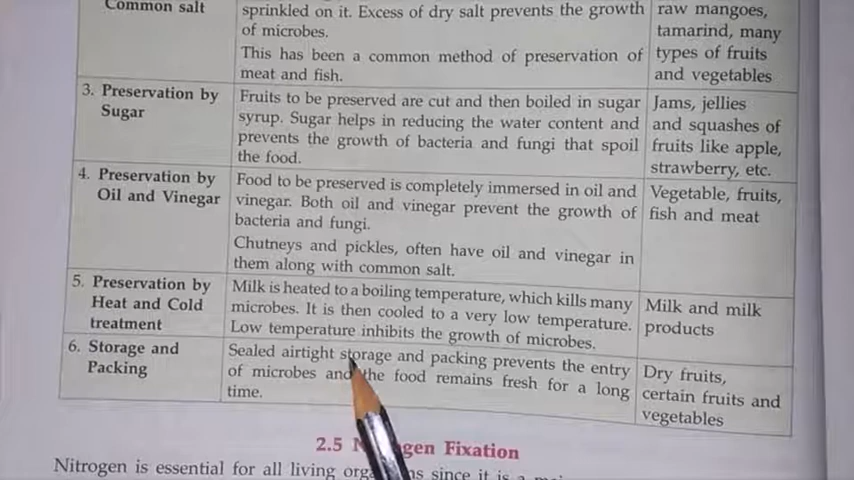 Common salt
sprinkled on it. Excess of dry salt prevents the growth
of microbes.
This has been a common method of preservation of
meat and fish.
raw mangoes,
tamarind, many
types of fruits
and vegetables
3. Preservation by
Sugar
Fruits to be preserved are cut and then boiled in sugar
syrup. Sugar helps in reducing the water content and
prevents the growth of bacteria and fungi that spoil
the food.
Jams, jellies
and squashes of
fruits like apple,
strawberry, etc.
4. Preservation by
Oil and Vinegar
Food to be preserved is completely immersed in oil and
vinegar. Both oil and vinegar prevent the growth of
bacteria and fungi.
Chutneys and pickles, often have oil and vinegar in
them along with common salt.
Vegetable, fruits,
fish and meat
5. Preservation by
Heat and Cold
treatment
Milk is heated to a boiling temperature, which kills many
microbes. It is then cooled to a very low temperature.
Low temperature inhibits the growth of microbes.
Milk and milk
products
6. Storage and
Packing
Sealed airtight storage and packing prevents the entry
of microbes and the food remains fresh for a long
time.
Dry fruits,
certain fruits and
vegetables
2.5 Nitrogen Fixation
Nitrogen is essential for all living organisms since it is a